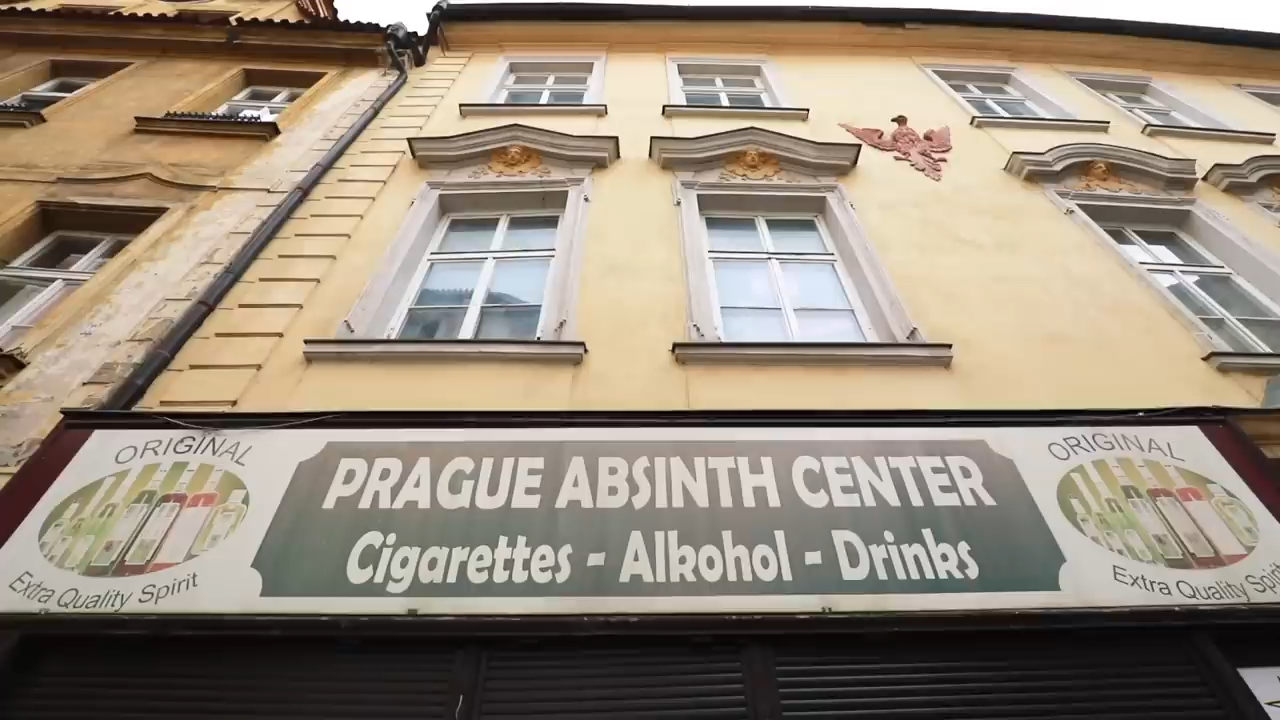 ORIGINAL
Extra Quality Spirit
PRAGUE ABSINTH CENTER
Cigarettes - Alkohol - Drinks
ORIGINAL
Extra Quality Spirit